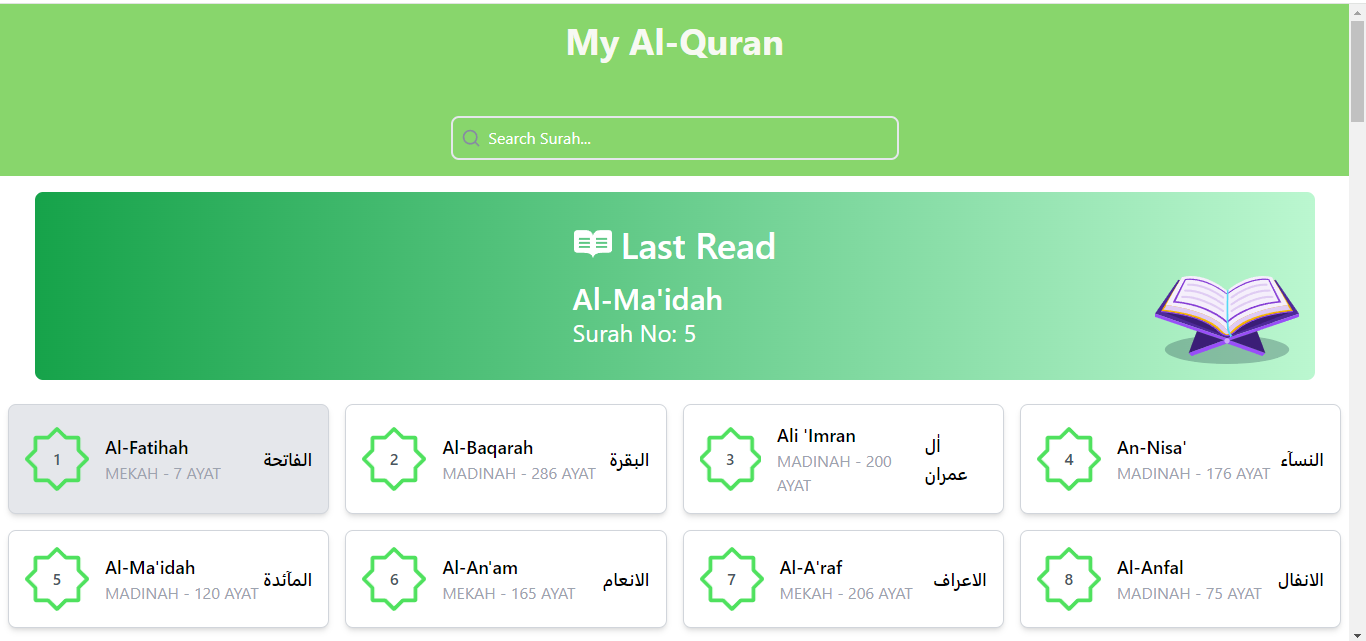 My Al-Quran
Search Surah...
Last Read
Al-Ma'idah
Surah No: 5
1
Al-Fatihah
MEKAH - 7 AYAT
الفاتحة
2
Al-Baqarah
MADINAH - 286 AYAT
البقرة
3
Ali 'Imran
MADINAH - 200
AYAT
اٰل
عمران
4
An-Nisa'
MADINAH - 176 AYAT
النساۤء
5
Al-Ma'idah
MADINAH - 120 AYAT
الماۤئدة
6
Al-An'am
MEKAH - 165 AYAT
الانعام
7
Al-A'raf
MEKAH - 206 AYAT
الاعراف
8
Al-Anfal
MADINAH - 75 AYAT
الانفال